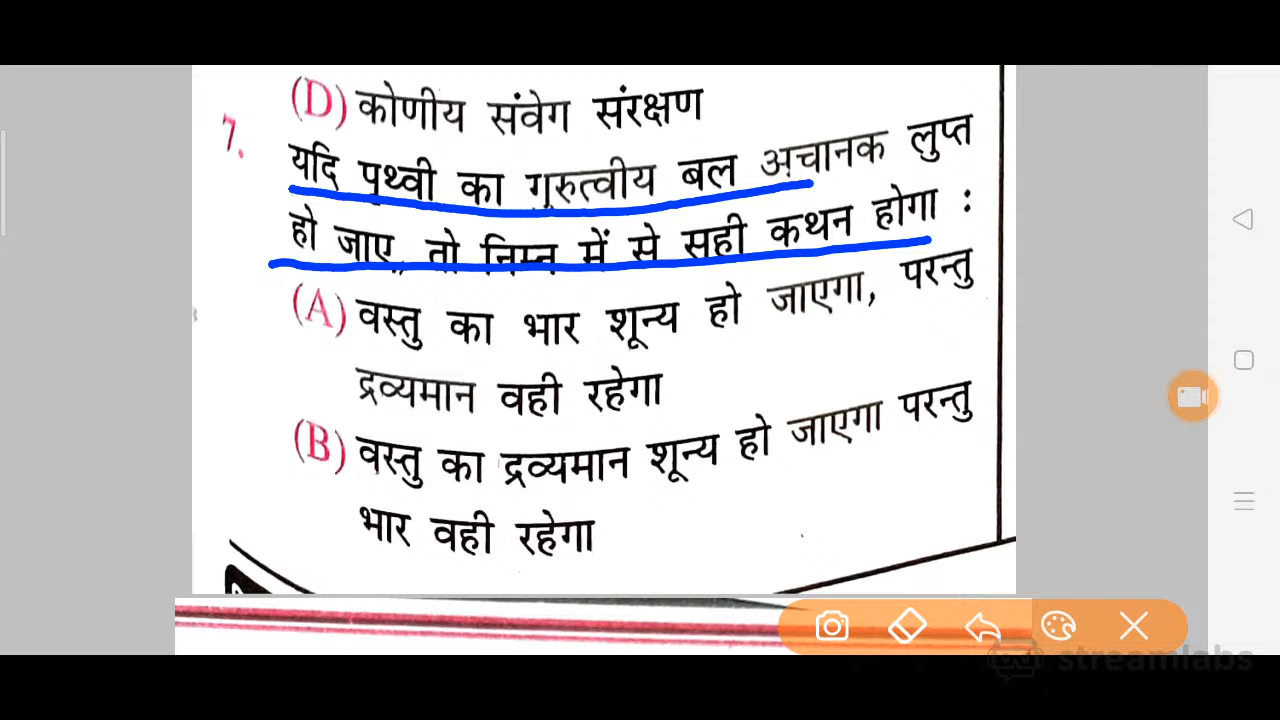 (D) कोणीय संवेग संरक्षण
7. यदि पृथ्वी का गुरुत्वीय बल अचानक लुप्त
हो जाए, तो निम्न में से सही कथन होगा :
(A) वस्तु का भार शून्य हो जाएगा, परन्तु
द्रव्यमान वही रहेगा
(B) वस्तु का द्रव्यमान शून्य हो जाएगा परन्तु
भार वही रहेगा
streamlabs